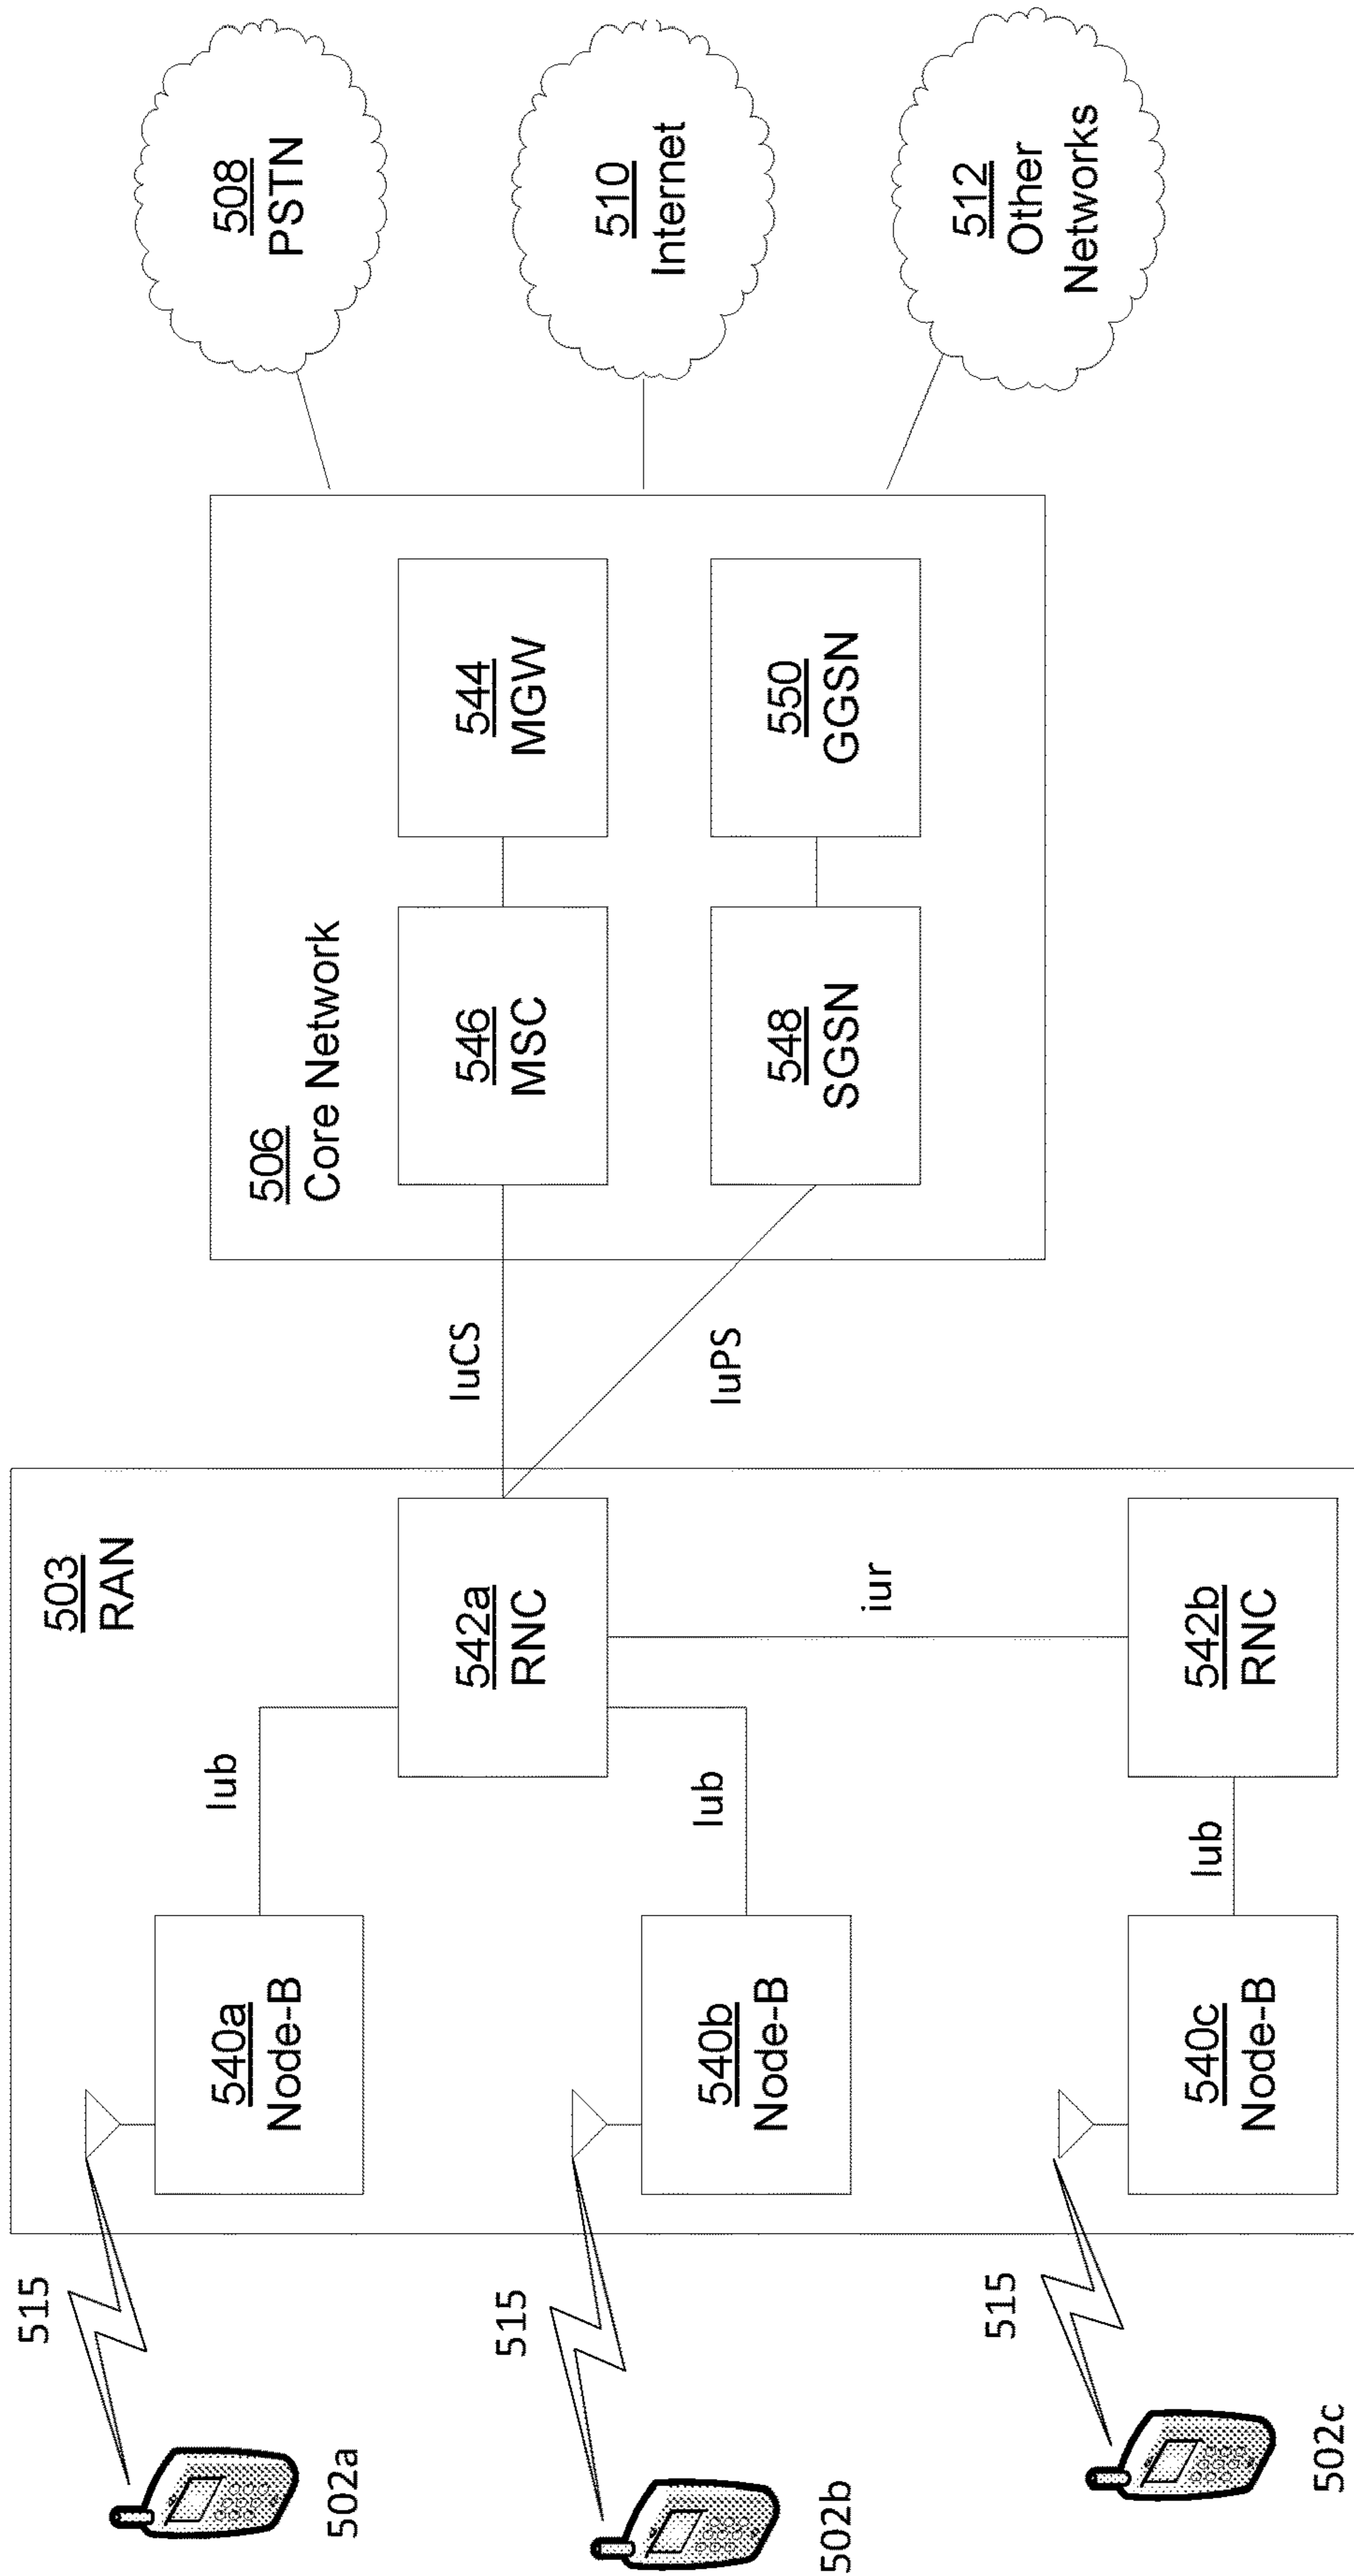 515
502a
515
502b
515
502c
503
RAN
540a
Node-B
Iub
540b
Node-B
Iub
540c
Node-B
Iub
542a
RNC
iur
542b
RNC
IuCS
IuPS
506
Core Network
546
MSC
544
MGW
548
SGSN
550
GGSN
508
PSTN
510
Internet
512
Other
Networks